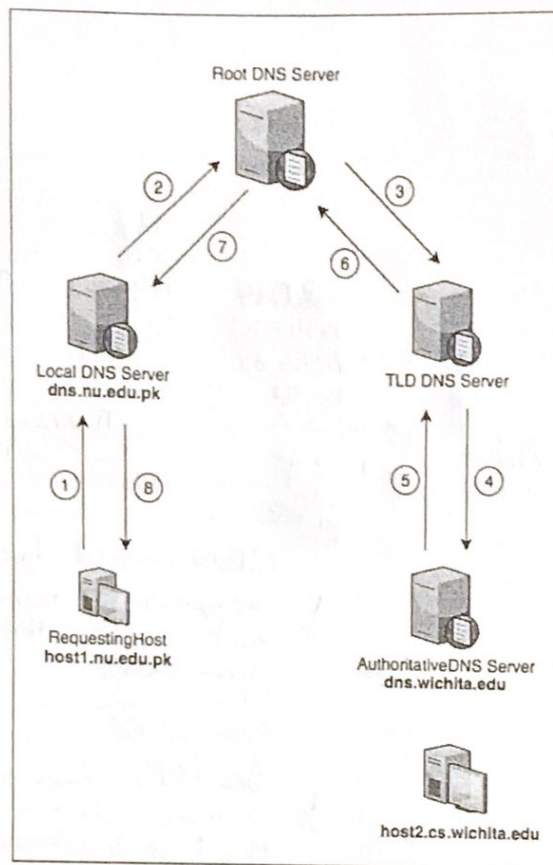 Root DNS Server
2
3
7
6
Local DNS Server
dns.nu.edu.pk
TLD DNS Server
1
8
5
4
RequestingHost
host1.nu.edu.pk
AuthoritativeDNS Server
dns.wichita.edu
host2.cs.wichita.edu